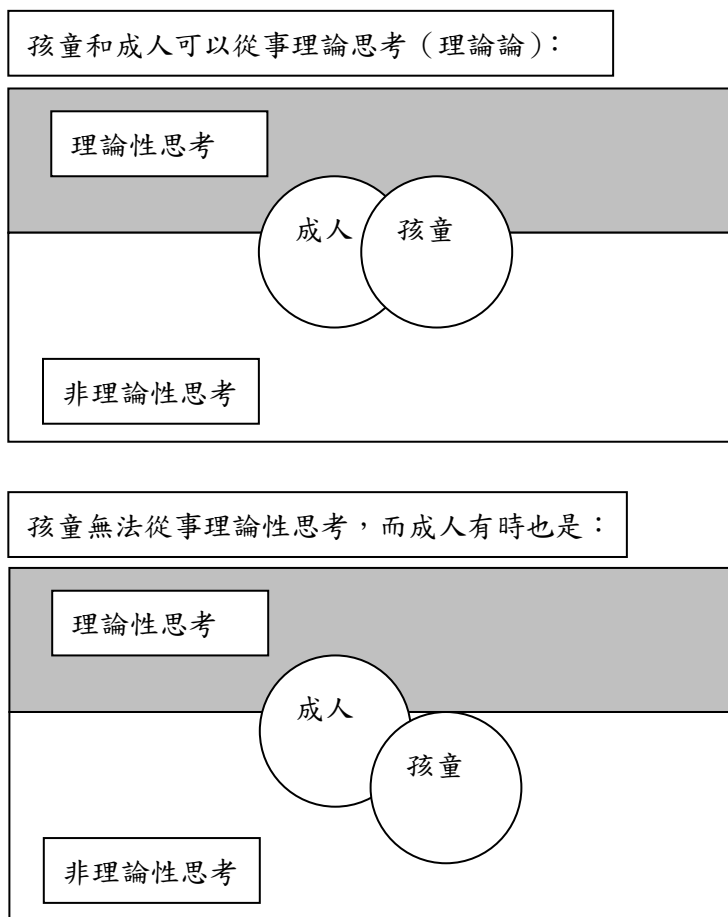 孩童和成人可以從事理論思考（理論論）：
理論性思考
成人
孩童
非理論性思考
孩童無法從事理論性思考，而成人有時也是：
理論性思考
成人
孩童
非理論性思考